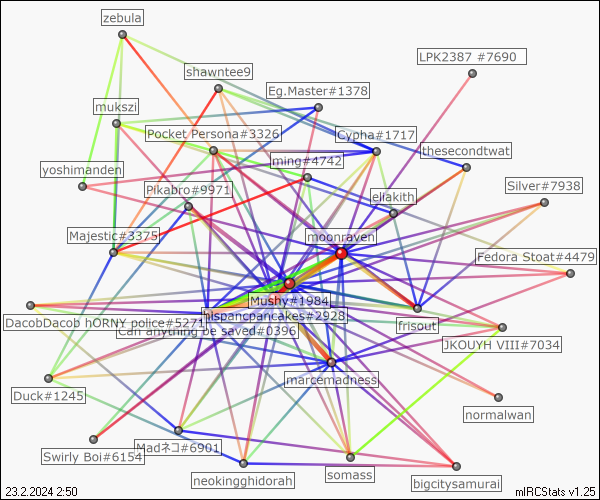 zebula
LPK2387 #7690
shawntee9
Eg.Master#1378
mukszi
Pocket Persona#3326
Cypha#1717
thesecondtwat
ming#4742
yoshimanden
Pikabro#9971
eliakith
Silver#7938
Majestic#3375
moonraven
Fedora Stoat#4479
Mushy#1984
hispancpancakes#2928
DacobDacob hORNY police#5271
Can anything be saved#0396
frisout
JKOUYH VIII#7034
marcemadness
Duck#1245
normalwan
Swirly Boi#6154
Madネコ#6901
neokingghidorah
somass
bigcitysamurai
23.2.2024 2:50
mIRCStats v1.25